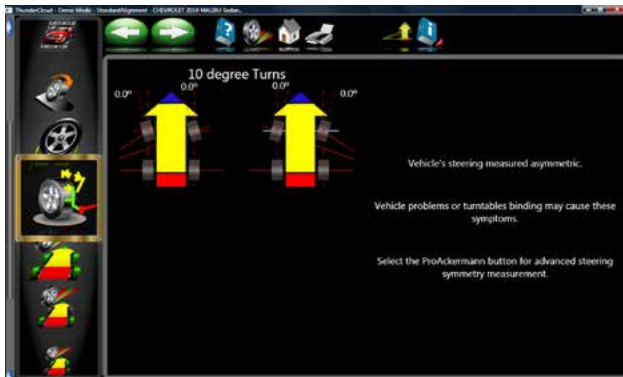 ThunderCloud - Demo Mode - StandardAlignment - CHEVROLET 2010 MALIBU Sedan...
10 degree Turns
0.0° 0.0° 0.0° 0.0°
Vehicle's steering measured asymmetric.
Vehicle problems or turntables binding may cause these
symptoms.
Select the ProAckermann button for advanced steering
symmetry measurement.